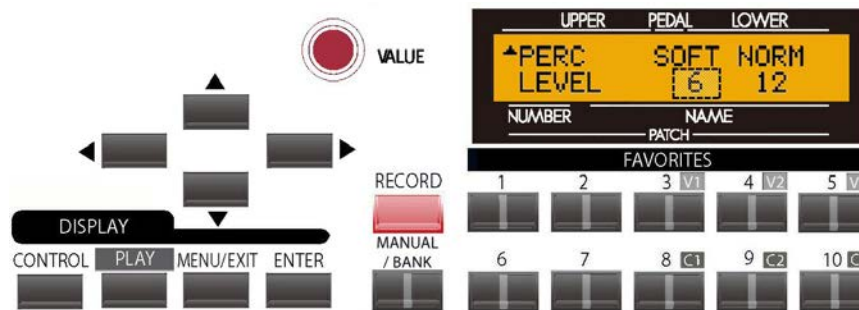 UPPER PEDAL LOWER
PERC SOFT NORM
LEVEL 6 12
NUMBER NAME
PATCH
VALUE
FAVORITES
RECORD
1 2 3 V1 4 V2 5
DISPLAY
MANUAL
/ BANK
CONTROL PLAY MENU/EXIT ENTER
6 7 8 C1 9 C2 10